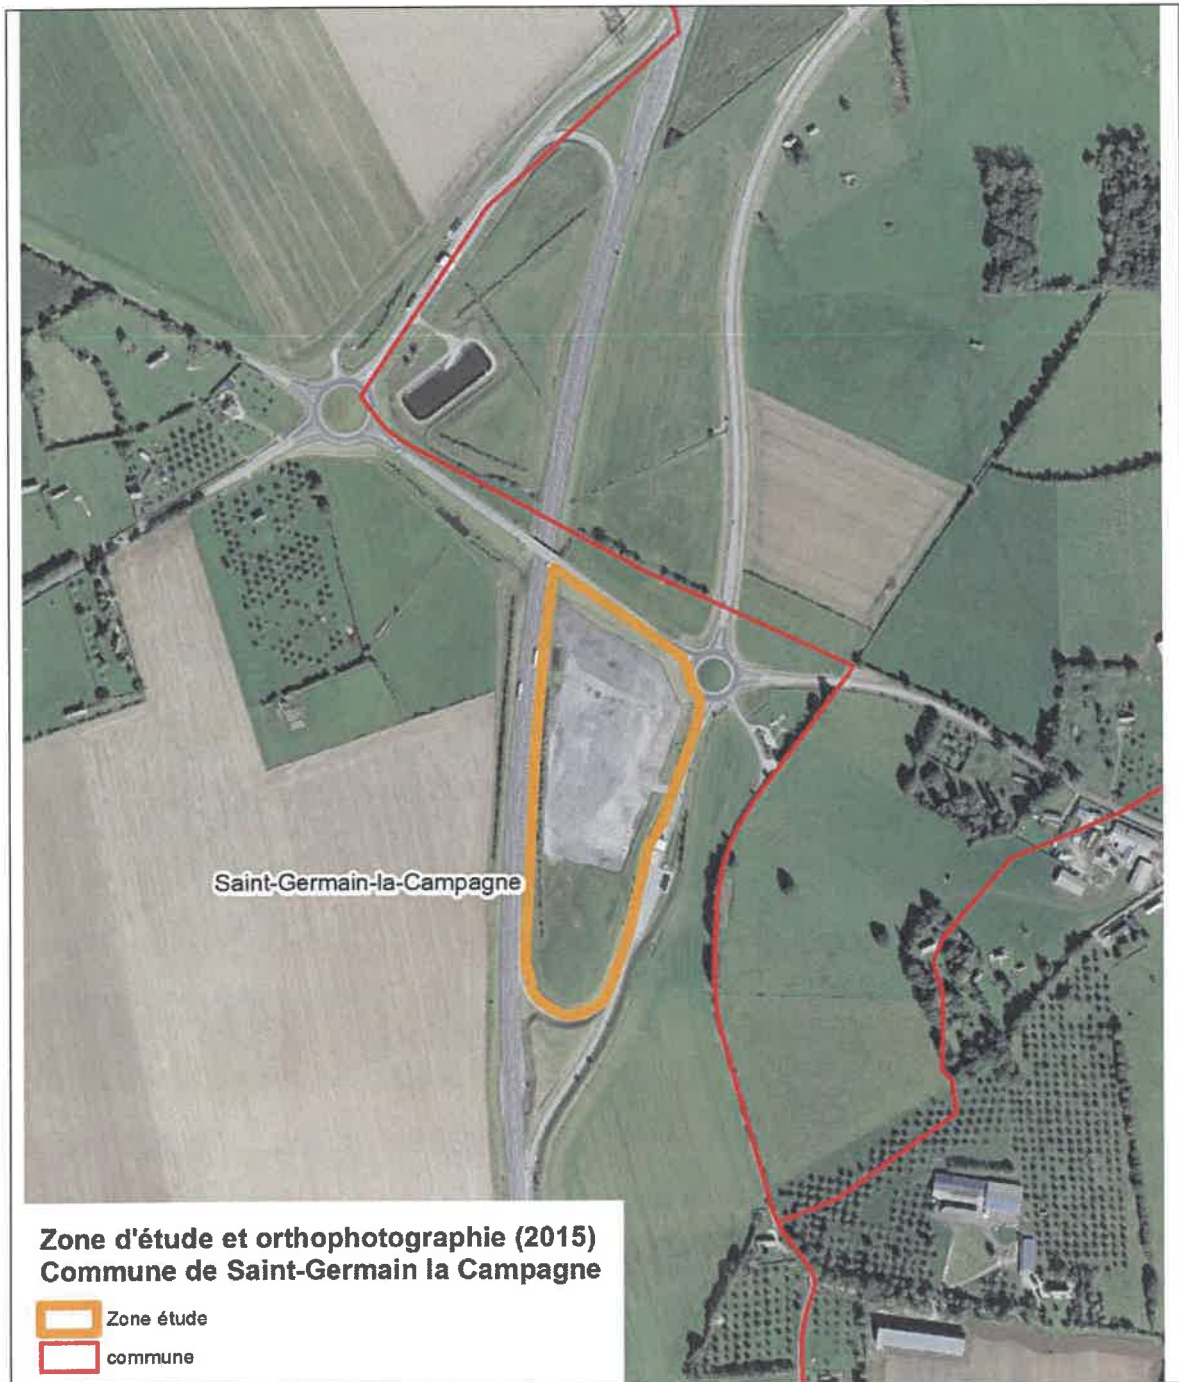 Saint-Germain-la-Campagne
Zone d'étude et orthophotographie (2015)
Commune de Saint-Germain la Campagne
Zone étude
commune